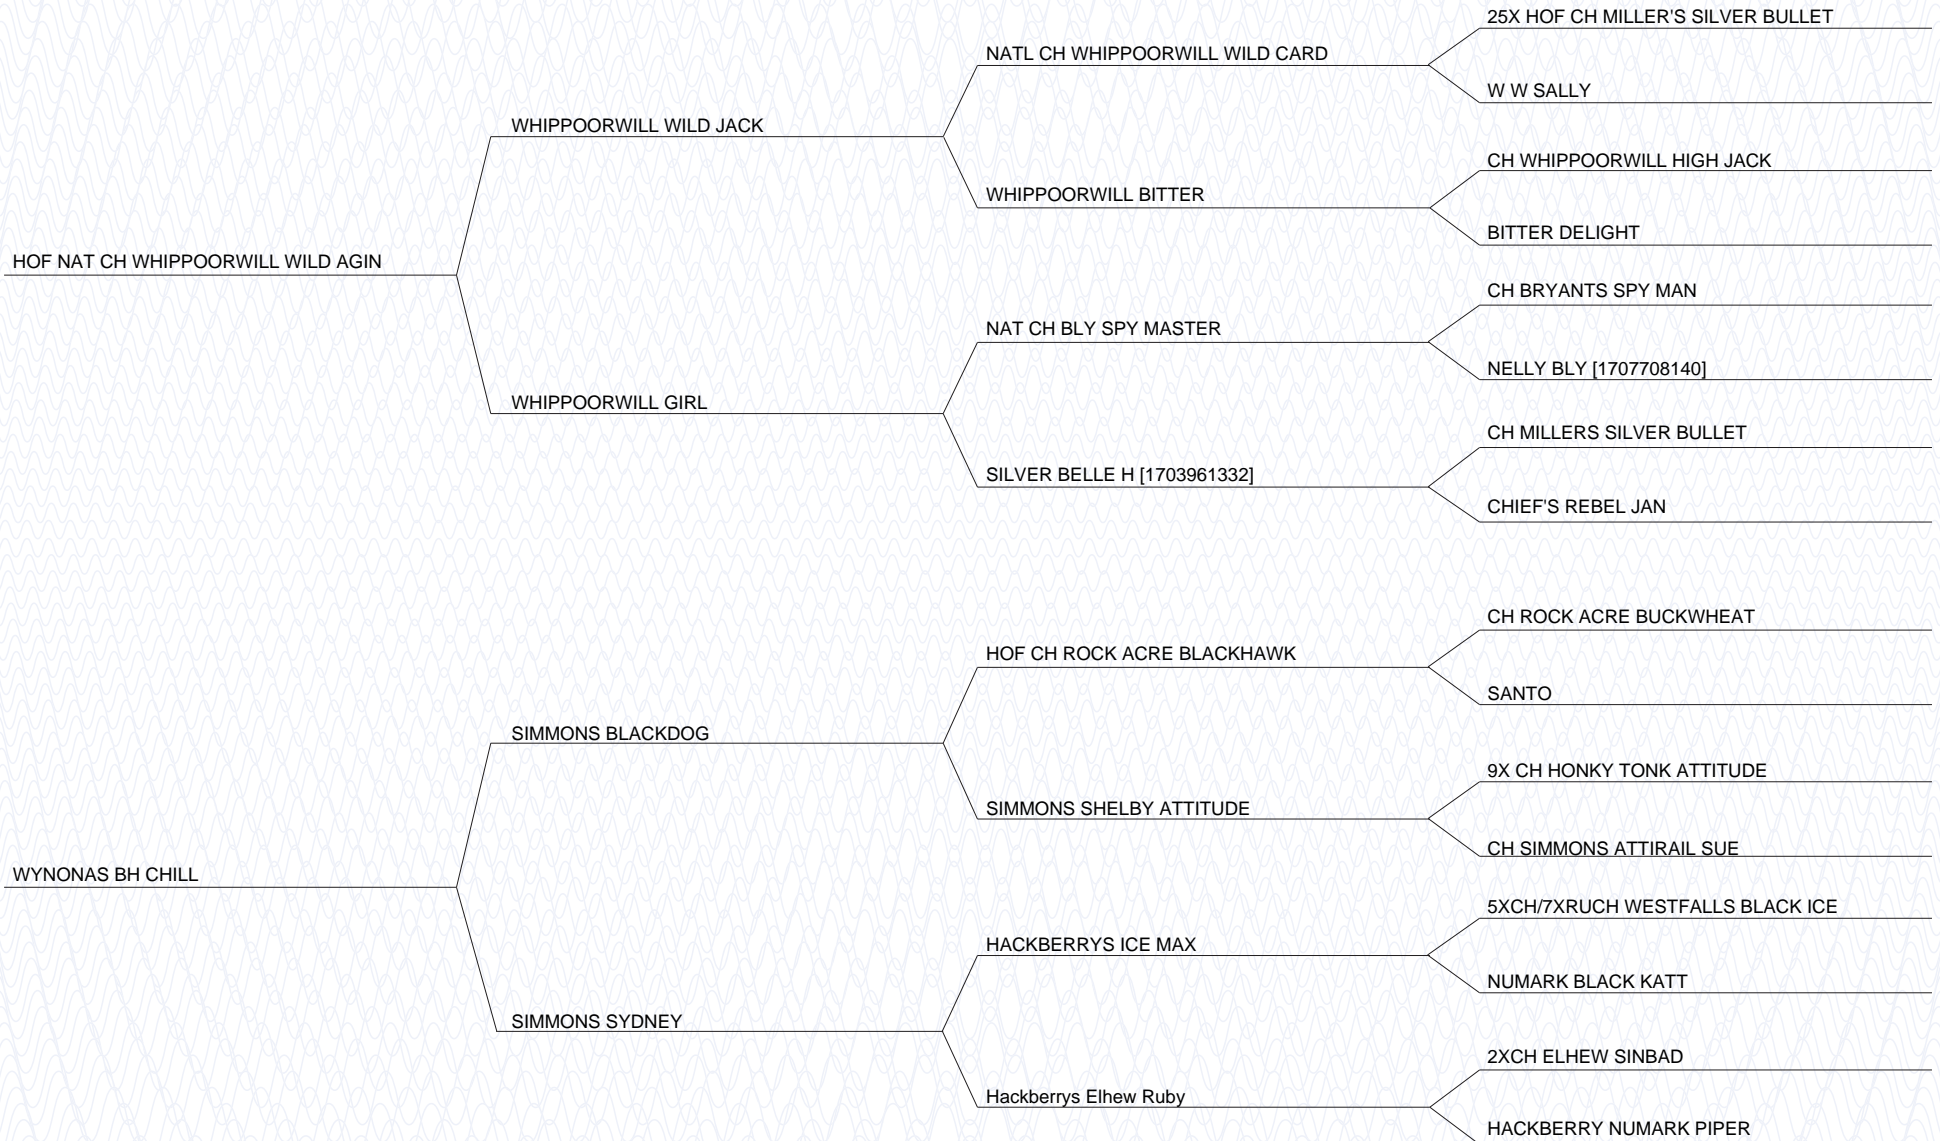 25X HOF CH MILLER'S SILVER BULLET
NATL CH WHIPPOORWILL WILD CARD
W W SALLY
WHIPPOORWILL WILD JACK
CH WHIPPOORWILL HIGH JACK
WHIPPOORWILL BITTER
BITTER DELIGHT
HOF NAT CH WHIPPOORWILL WILD AGIN
CH BRYANTS SPY MAN
NAT CH BLY SPY MASTER
NELLY BLY [1707708140]
WHIPPOORWILL GIRL
CH MILLERS SILVER BULLET
SILVER BELLE H [1703961332]
CHIEF'S REBEL JAN
CH ROCK ACRE BUCKWHEAT
HOF CH ROCK ACRE BLACKHAWK
SANTO
SIMMONS BLACKDOG
9X CH HONKY TONK ATTITUDE
SIMMONS SHELBY ATTITUDE
CH SIMMONS ATTIRAIL SUE
WYNONAS BH CHILL
5XCH/7XRUCH WESTFALLS BLACK ICE
HACKBERRYS ICE MAX
NUMARK BLACK KATT
SIMMONS SYDNEY
2XCH ELHEW SINBAD
Hackberrys Elhew Ruby
HACKBERRY NUMARK PIPER